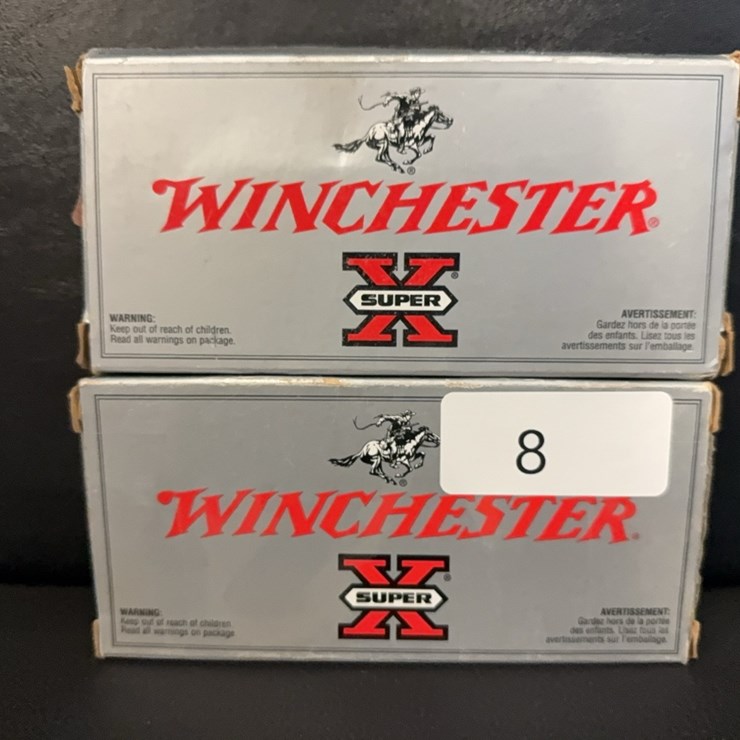 WINCHESTER®
X
SUPER
®
WARNING:
Keep out of reach of children.
Read all warnings on package.
AVERTISSEMENT:
Gardez hors de la portée
des enfants. Lisez tous les
avertissements sur l'emballage.
8
WINCHESTER®
X
SUPER
®
WARNING:
Keep out of reach of children.
Read all warnings on package
AVERTISSEMENT:
Gardez hors de la portée
des enfants. Lisez tous les
avertissements sur l'emballage.